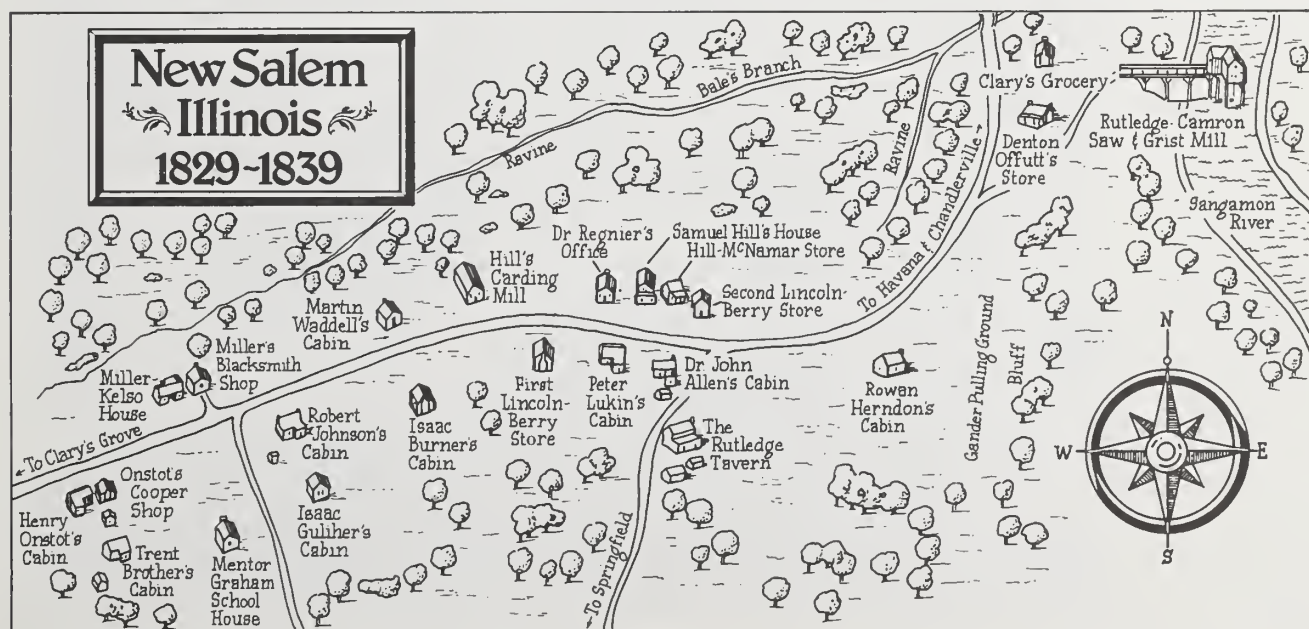 New Salem
Illinois
1829~1839
Bale's Branch
Ravine
Ravine
Clary's Grocery
Denton
Offutt's
Store
Rutledge-Camron
Saw & Grist Mill
Sangamon
River
To Havana & Chandlerville →
Dr Regnier's
Office
Samuel Hill's House
Hill-McNamar Store
Second Lincoln-
Berry Store
Hill's
Carding
Mill
Martin
Waddell's
Cabin
Miller's
Blacksmith
Shop
Miller-
Kelso
House
← To Clary's Grove
Robert
Johnson's
Cabin
Isaac
Burner's
Cabin
First
Lincoln-
Berry
Store
Peter
Lukin's
Cabin
Dr. John
Allen's Cabin
Rowan
Herndon's
Cabin
Gander Pulling Ground
Bluff
The
Rutledge
Tavern
Onstot's
Cooper
Shop
Henry
Onstot's
Cabin
Trent
Brother's
Cabin
Mentor
Graham
School
House
Isaac
Guliher's
Cabin
← To Springfield
N
W
E
S